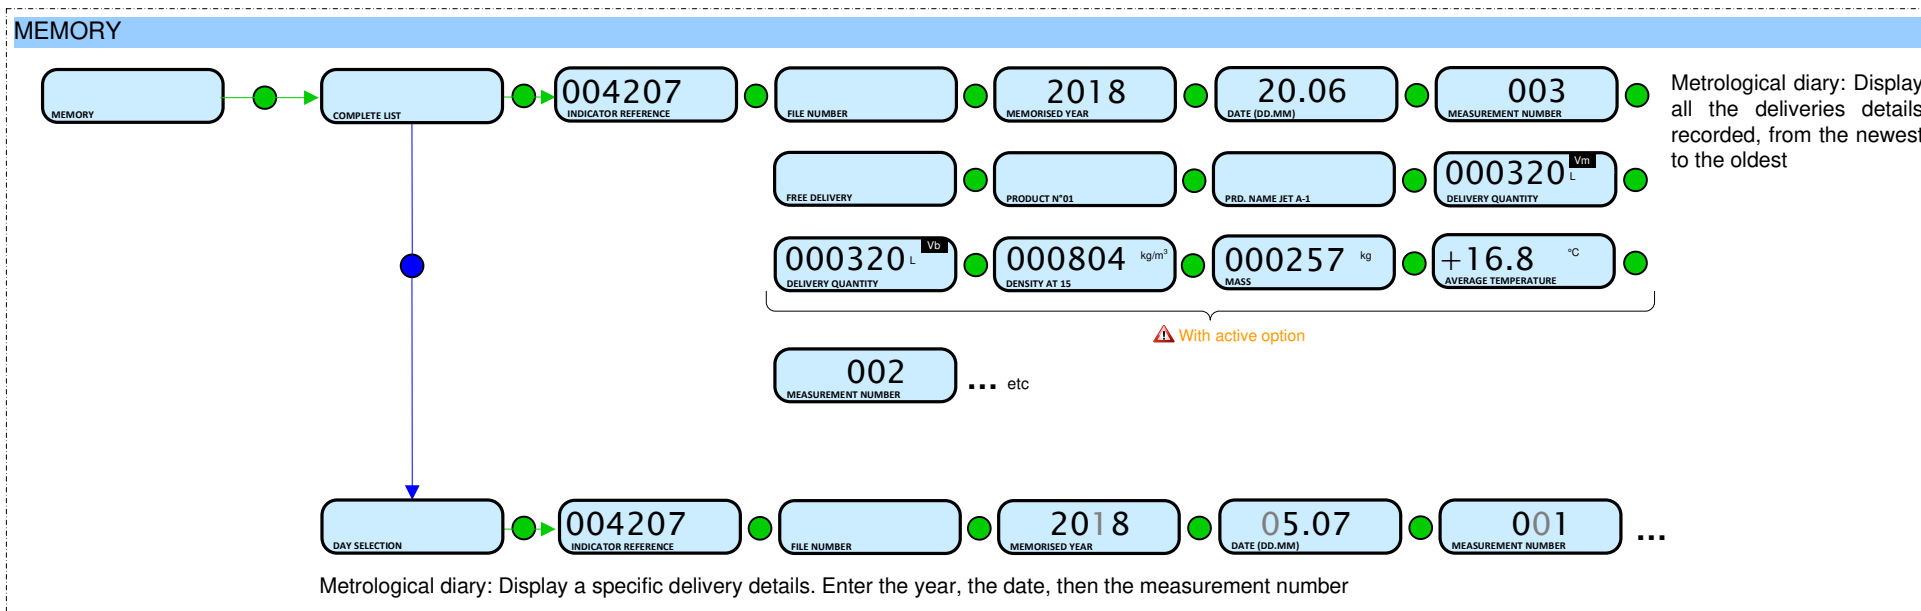 MEMORY
MEMORY
COMPLETE LIST
004207
INDICATOR REFERENCE
FILE NUMBER
2018
MEMORISED YEAR
20.06
DATE (DD.MM)
003
MEASUREMENT NUMBER
Metrological diary: Display
all the deliveries details
recorded, from the newest
to the oldest
FREE DELIVERY
PRODUCT N°01
PRD. NAME JET A-1
000320 L Vm
DELIVERY QUANTITY
000320 L Vb
DELIVERY QUANTITY
000804 kg/m³
DENSITY AT 15
000257 kg
MASS
+16.8 °C
AVERAGE TEMPERATURE
With active option
002
MEASUREMENT NUMBER
... etc
DAY SELECTION
004207
INDICATOR REFERENCE
FILE NUMBER
2018
MEMORISED YEAR
05.07
DATE (DD.MM)
001
MEASUREMENT NUMBER
...
Metrological diary: Display a specific delivery details. Enter the year, the date, then the measurement number